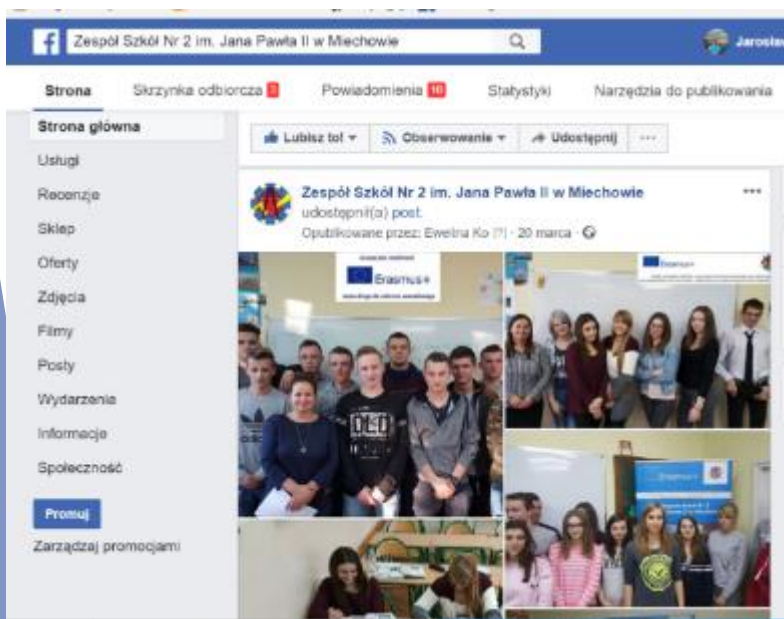 Zespół Szkół Nr 2 im. Jana Pawła II w Miechowie
Jarosław
Strona Skrzynka odbiorcza Powiadomienia 10 Statystyki Narzędzia do publikowania
Strona główna
Usługi
Recenzje
Sklep
Oferty
Zdjęcia
Filmy
Posty
Wydarzenia
Informacje
Społeczność
Promuj
Zarządzaj promocjami
Lubisz to! Obserwowanie Udostępnij ...
Zespół Szkół Nr 2 im. Jana Pawła II w Miechowie
udostępnił(a) post.
Opublikowane przez: Ewelina Ko [?] · 20 marca
Erasmus+
Erasmus+
Erasmus+